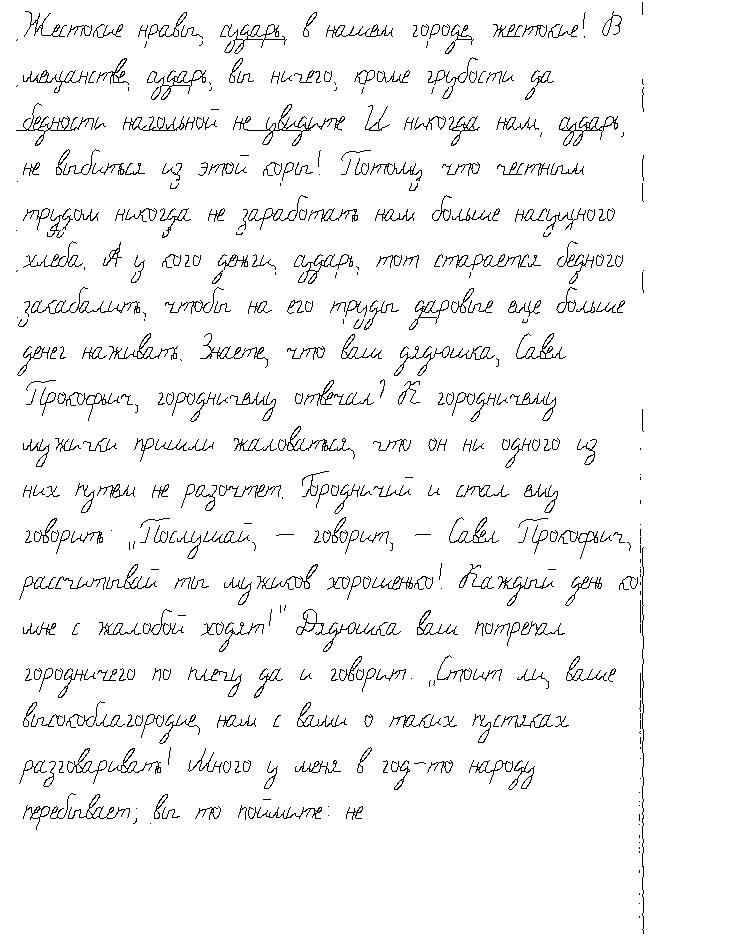 Жестокие нравы, сударь, в нашем городе, жестокие! В
мещанстве, сударь, вы ничего, кроме грубости да
бедности нагольной не увидите И никогда нам, сударь,
не выбиться из этой коры! Потому что честным
трудом никогда не заработать нам больше насущного
хлеба. А у кого деньги, сударь, тот старается бедного
закабалить, чтобы на его труды даровые еще больше
денег наживать. Знаете, что ваш дядюшка, Савел
Прокофьич, городничему отвечал? К городничему
мужички пришли жаловаться, что он ни одного из
них путем не разочтет. Городничий и стал ему
говорить: „Послушай, — говорит, — Савел Прокофьич,
рассчитывай ты мужиков хорошенько! Каждый день ко
мне с жалобой ходят!" Дядюшка ваш потрепал
городничего по плечу да и говорит: „Стоит ли, ваше
высокоблагородие, нам с вами о таких пустяках
разговаривать! Много у меня в год-то народу
перебывает; вы то поймите: не